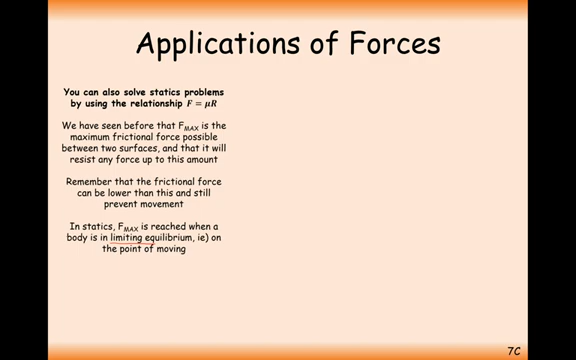 Applications of Forces
You can also solve statics problems
by using the relationship F = μR
We have seen before that FMAX is the
maximum frictional force possible
between two surfaces, and that it will
resist any force up to this amount
Remember that the frictional force
can be lower than this and still
prevent movement
In statics, FMAX is reached when a
body is in limiting equilibrium, ie) on
the point of moving
7C